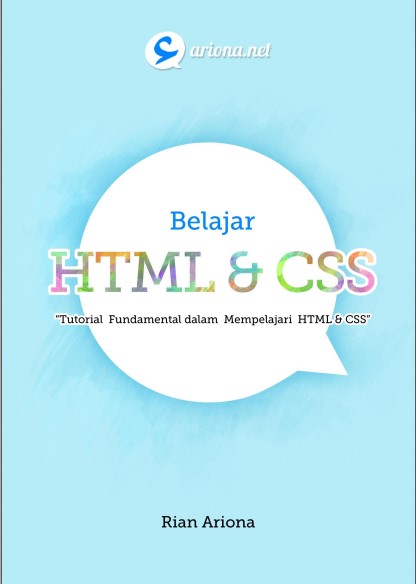 ariona.net
Belajar
HTML & CSS
“Tutorial Fundamental dalam Mempelajari HTML & CSS”
Rian Ariona